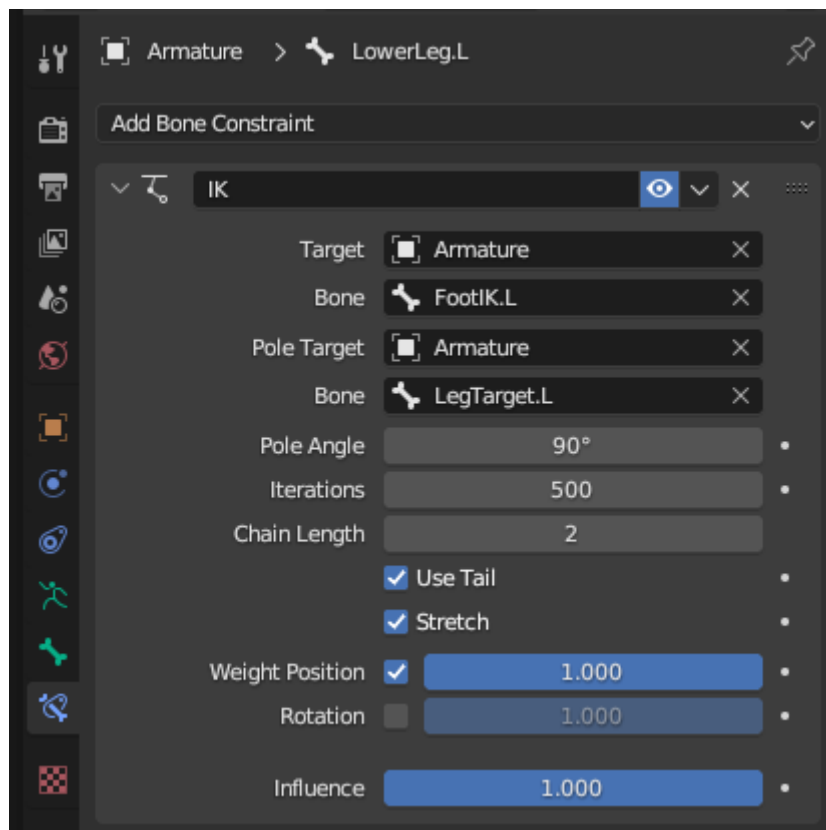 Armature > LowerLeg.L
Add Bone Constraint
IK
Target Armature
Bone FootIK.L
Pole Target Armature
Bone LegTarget.L
Pole Angle 90°
Iterations 500
Chain Length 2
Use Tail
Stretch
Weight Position 1.000
Rotation 1.000
Influence 1.000